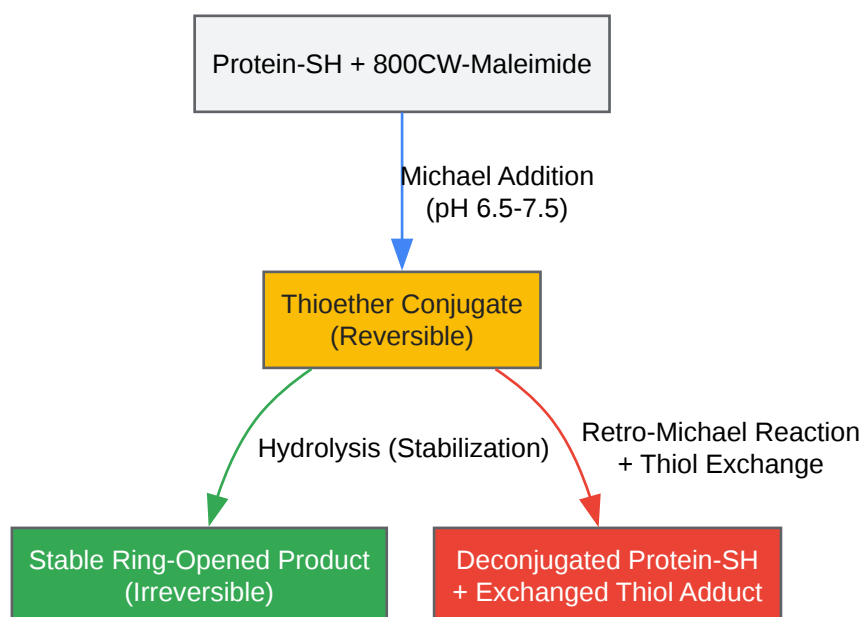 Protein-SH + 800CW-Maleimide
Michael Addition
(pH 6.5-7.5)
Thioether Conjugate
(Reversible)
Hydrolysis (Stabilization)
Retro-Michael Reaction
+ Thiol Exchange
Stable Ring-Opened Product
(Irreversible)
Deconjugated Protein-SH
+ Exchanged Thiol Adduct